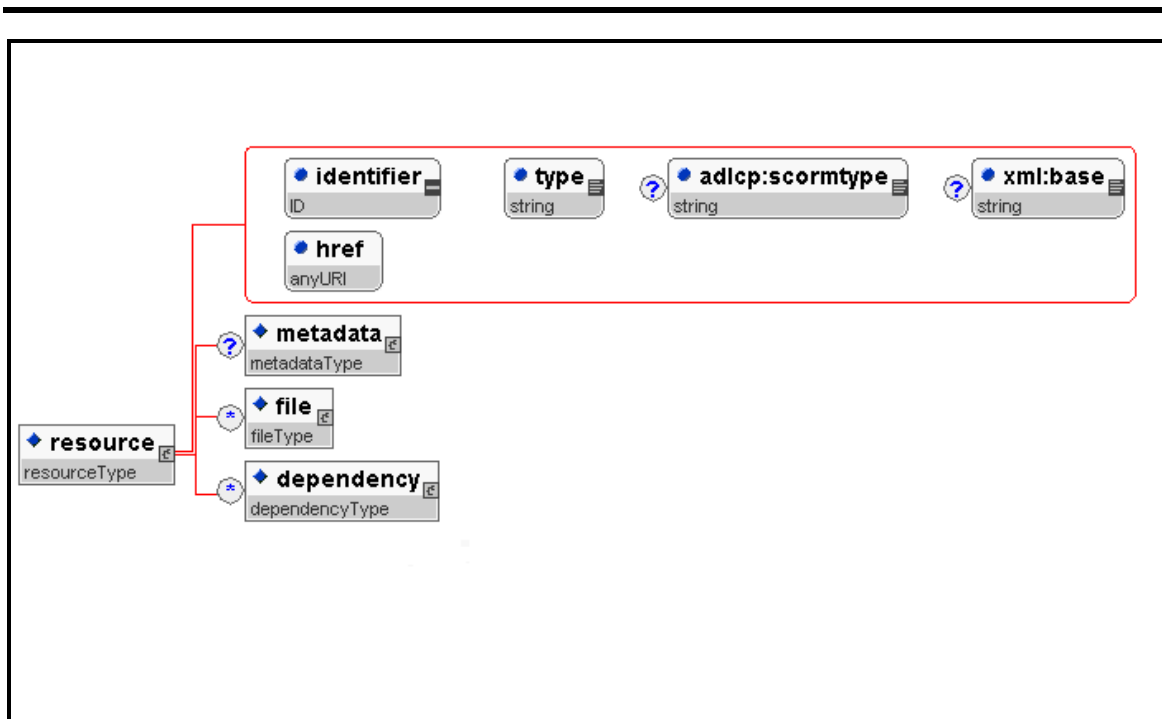 identifier
ID
type
string
?
adlcp:scormtype
string
?
xml:base
string
href
anyURI
?
metadata
metadataType
*
file
fileType
resource
resourceType
*
dependency
dependencyType